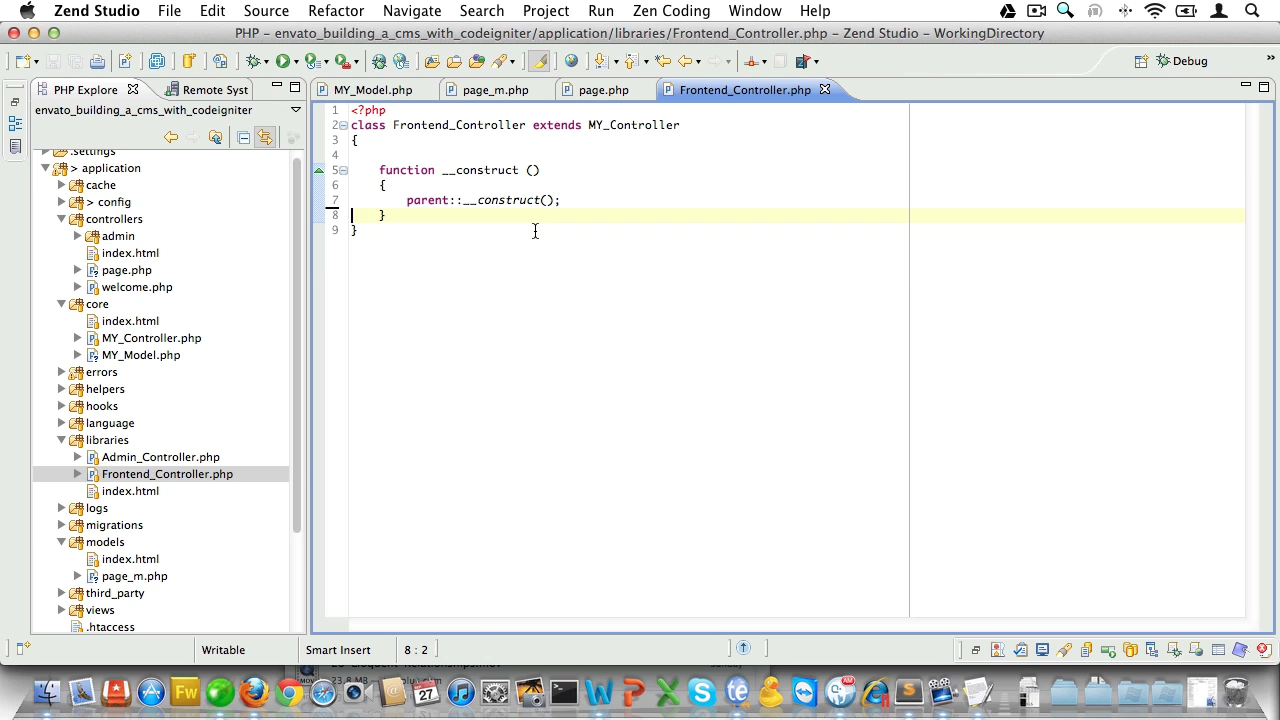 Zend Studio File Edit Source Refactor Navigate Search Project Run Zen Coding Window Help
PHP - envato_building_a_cms_with_codeigniter/application/libraries/Frontend_Controller.php - Zend Studio - WorkingDirectory
Debug
PHP Explore Remote Syst
MY_Model.php page_m.php page.php Frontend_Controller.php
envato_building_a_cms_with_codeigniter
.settings
> application
cache
> config
controllers
admin
index.html
page.php
welcome.php
core
index.html
MY_Controller.php
MY_Model.php
errors
helpers
hooks
language
libraries
Admin_Controller.php
Frontend_Controller.php
index.html
logs
migrations
models
index.html
page_m.php
third_party
views
.htaccess
1 <?php
2 class Frontend_Controller extends MY_Controller
3 {
4
5 function __construct ()
6 {
7 parent::__construct();
8 }
9 }
Writable Smart Insert 8 : 2